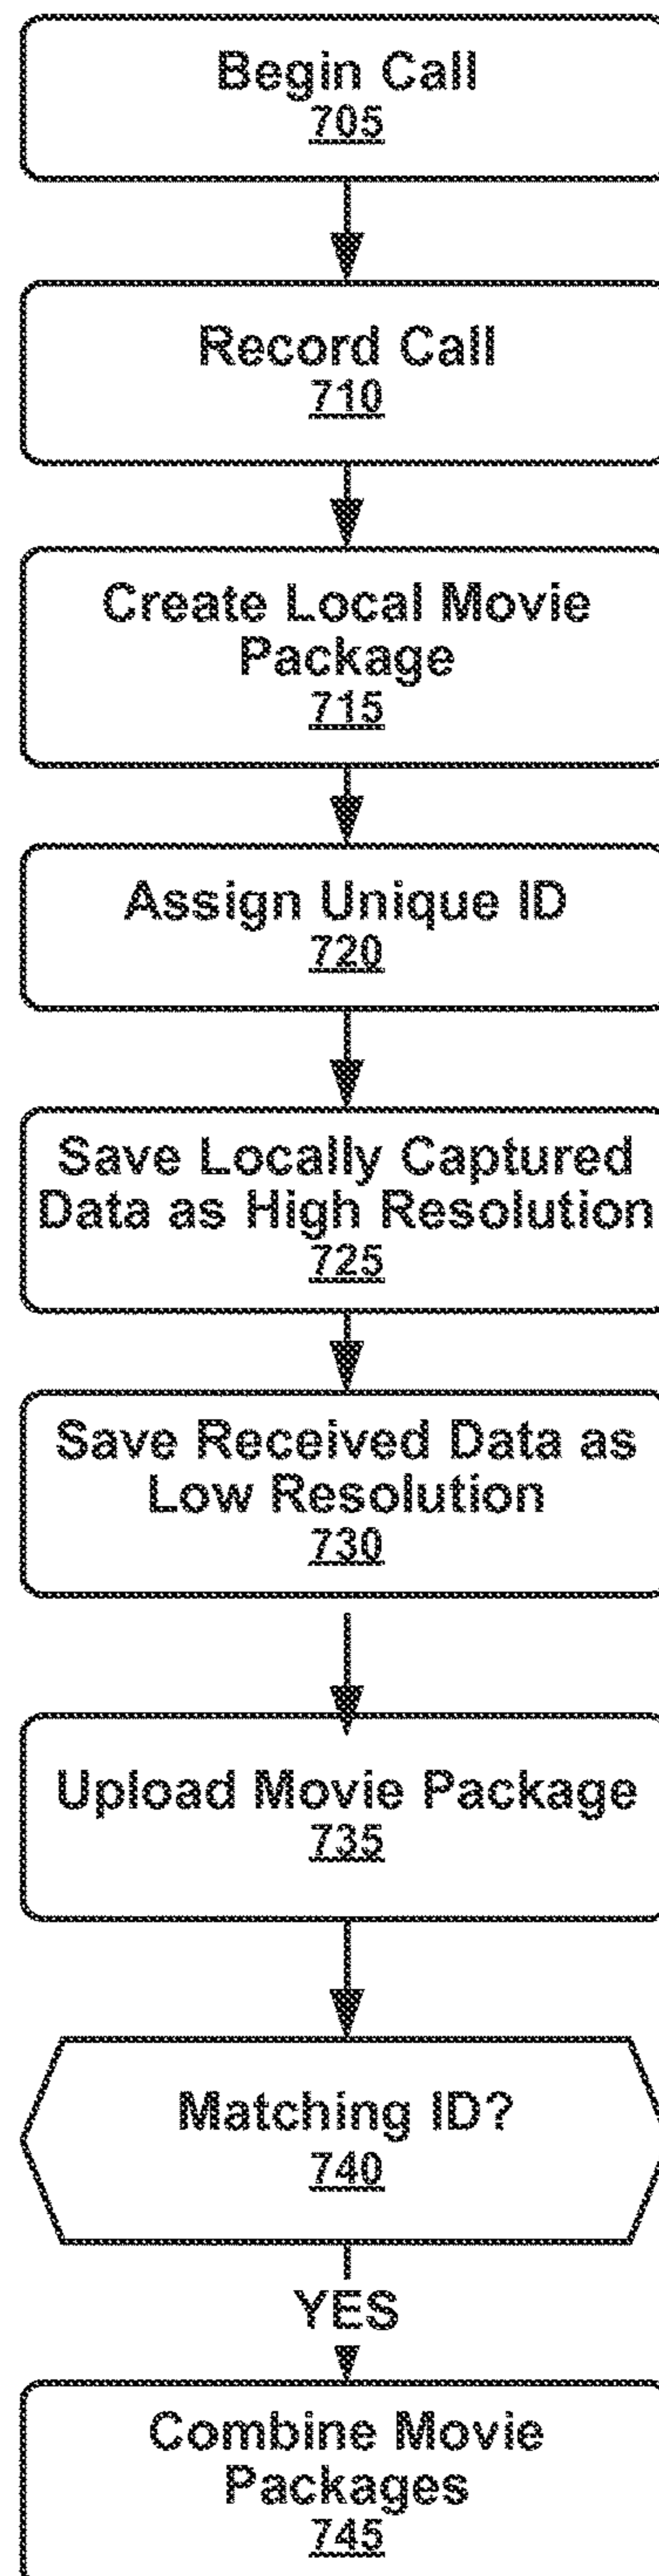 Begin Call
705
Record Call
710
Create Local Movie
Package
715
Assign Unique ID
720
Save Locally Captured
Data as High Resolution
725
Save Received Data as
Low Resolution
730
Upload Movie Package
735
Matching ID?
740
YES
Combine Movie
Packages
745